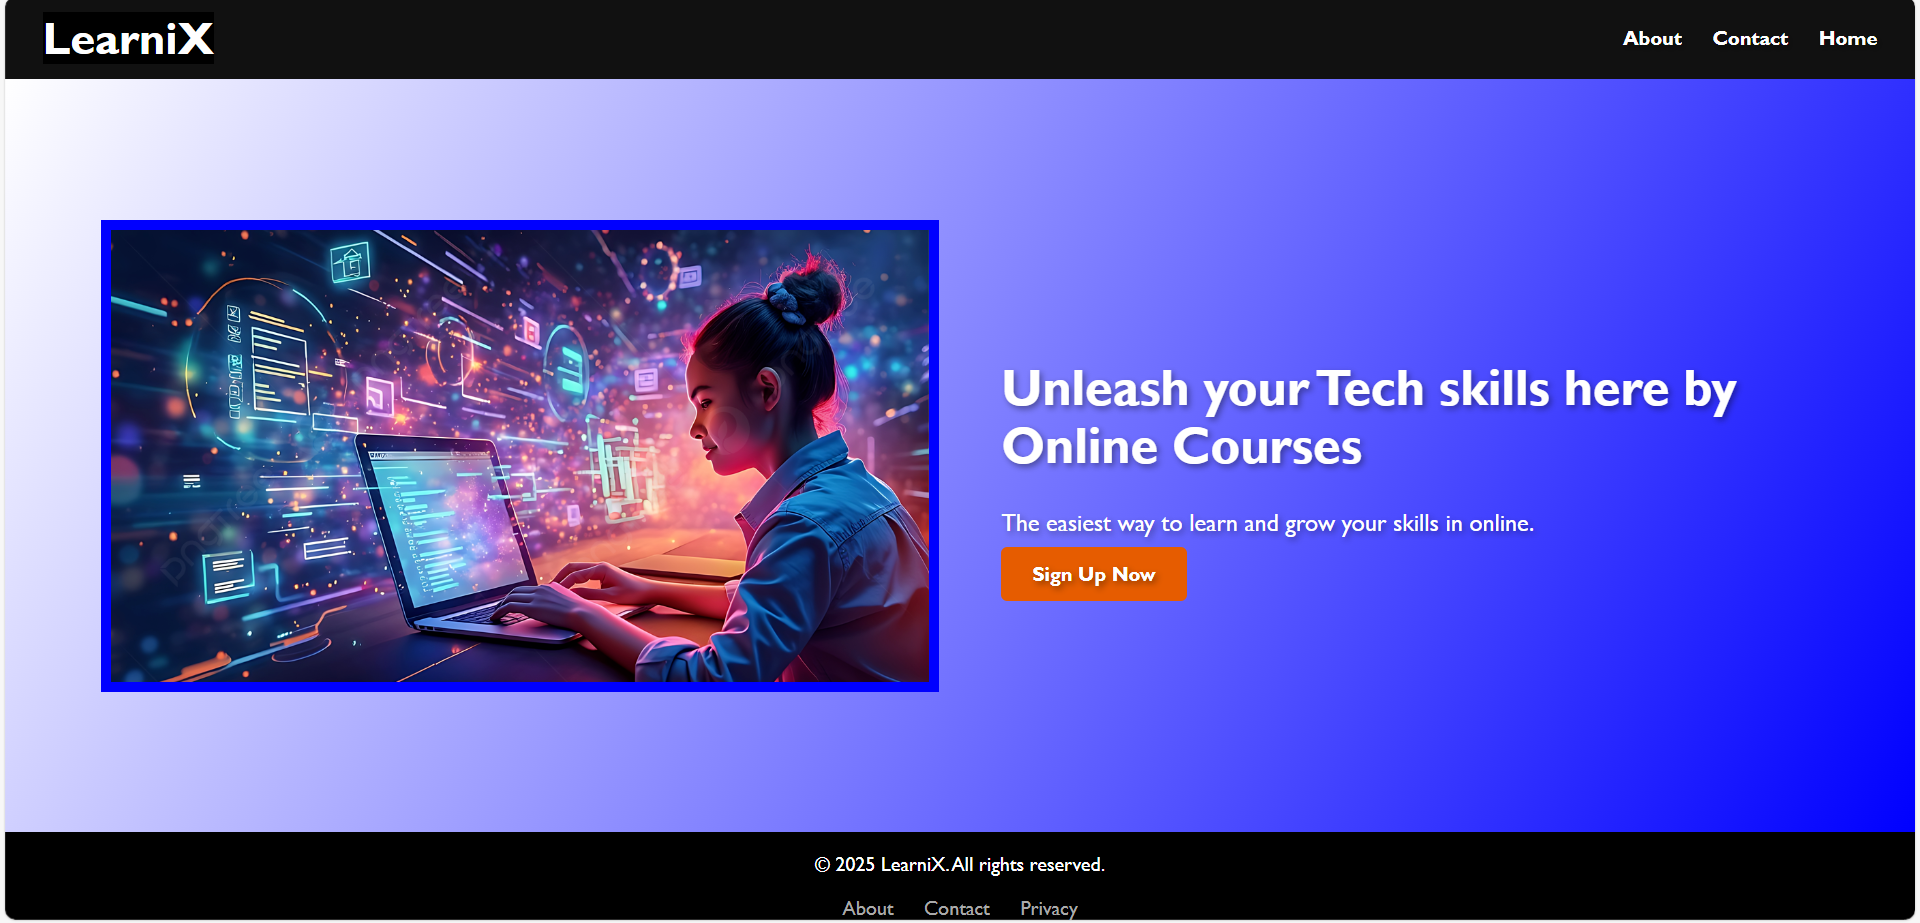 LearniX
About Contact Home
Unleash your Tech skills here by
Online Courses
The easiest way to learn and grow your skills in online.
Sign Up Now
© 2025 LearniX. All rights reserved.
About Contact Privacy